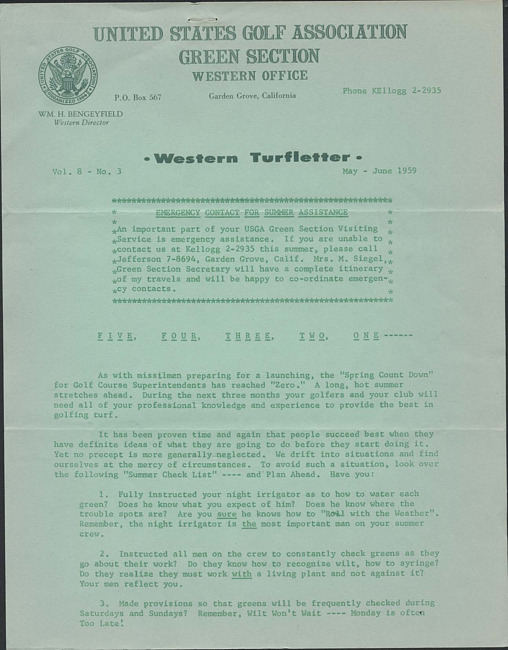 UNITED STATES GOLF ASSOCIATION
GREEN SECTION
WESTERN OFFICE
P.O. Box 567
Garden Grove, California
Phone KEllogg 2-2935
WM. H. BENGEYFIELD
Western Director
• Western Turfletter •
Vol. 8 - No. 3
May - June 1959
EMERGENCY CONTACT FOR SUMMER ASSISTANCE
An important part of your USGA Green Section Visiting
Service is emergency assistance. If you are unable to
contact us at Kellogg 2-2935 this summer, please call
Jefferson 7-8694, Garden Grove, Calif. Mrs. M. Siegel,
Green Section Secretary will have a complete itinerary
of my travels and will be happy to co-ordinate emergen-
cy contacts.
F I V E, F O U R, T H R E E, T W O, O N E ------
As with missilmen preparing for a launching, the "Spring Count Down"
for Golf Course Superintendents has reached "Zero." A long, hot summer
stretches ahead. During the next three months your golfers and your club will
need all of your professional knowledge and experience to provide the best in
golfing turf.
It has been proven time and again that people succeed best when they
have definite ideas of what they are going to do before they start doing it.
Yet no precept is more generally neglected. We drift into situations and find
ourselves at the mercy of circumstances. To avoid such a situation, look over
the following "Summer Check List" ---- and Plan Ahead. Have you:
1. Fully instructed your night irrigator as to how to water each
green? Does he know what you expect of him? Does he know where the
trouble spots are? Are you sure he knows how to "Roll with the Weather".
Remember, the night irrigator is the most important man on your summer
crew.
2. Instructed all men on the crew to constantly check greens as they
go about their work? Do they know how to recognize wilt, how to syringe?
Do they realize they must work with a living plant and not against it?
Your men reflect you.
3. Made provisions so that greens will be frequently checked during
Saturdays and Sundays? Remember, Wilt Won't Wait ---- Monday is often
Too Late!